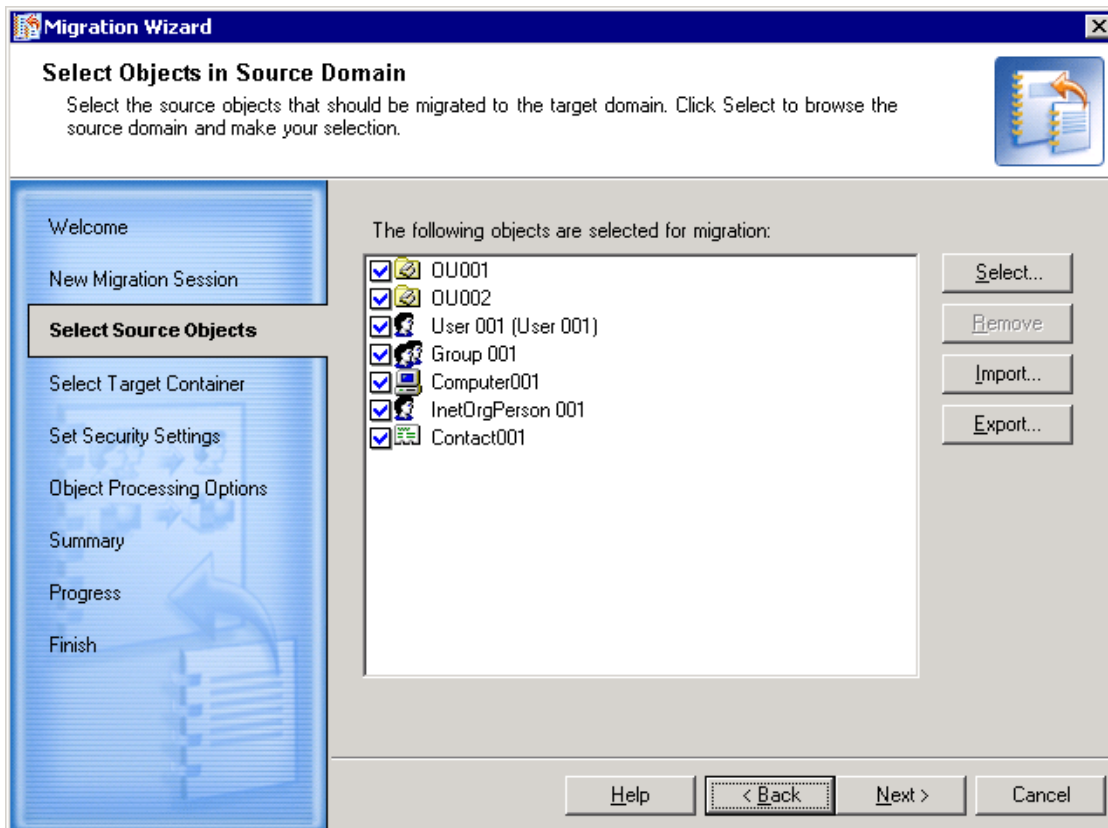 Migration Wizard
Select Objects in Source Domain
Select the source objects that should be migrated to the target domain. Click Select to browse the
source domain and make your selection.
Welcome
New Migration Session
Select Source Objects
Select Target Container
Set Security Settings
Object Processing Options
Summary
Progress
Finish
The following objects are selected for migration:
OU001
OU002
User 001 (User 001)
Group 001
Computer001
InetOrgPerson 001
Contact001
Select...
Remove
Import...
Export...
Help
< Back
Next >
Cancel